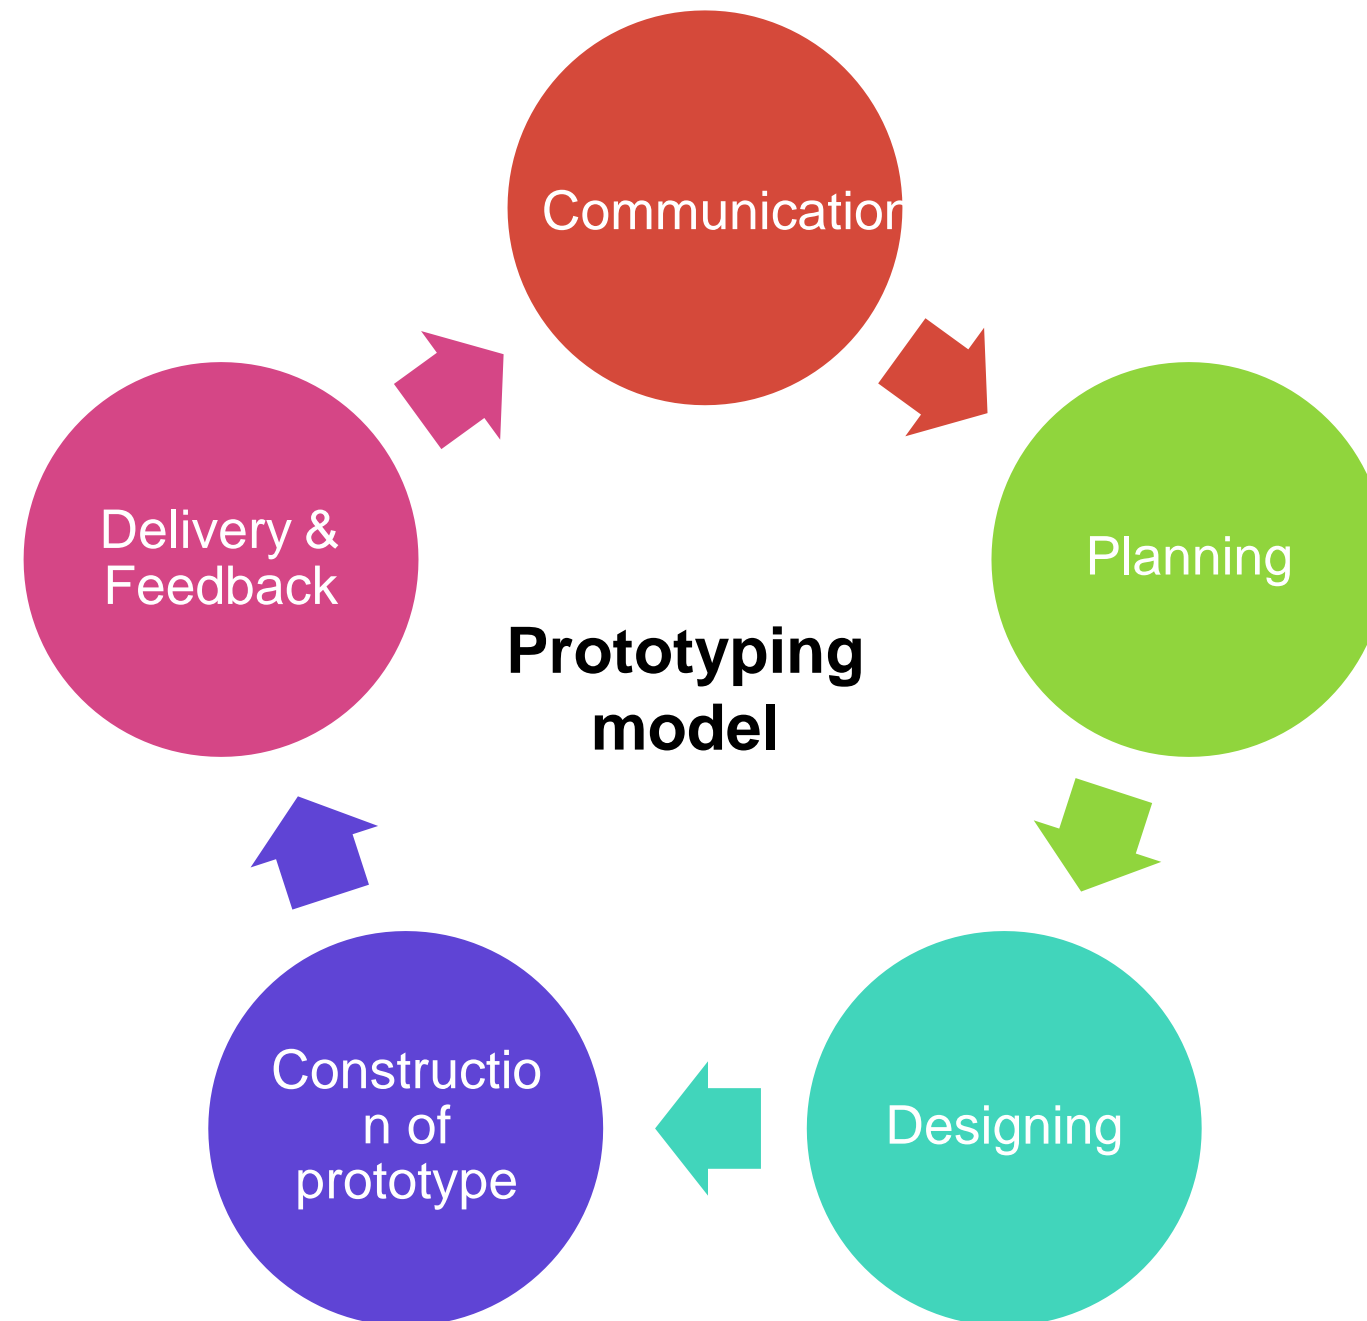 Communication
Planning
Designing
Constructio
n of
prototype
Delivery &
Feedback
Prototyping
model